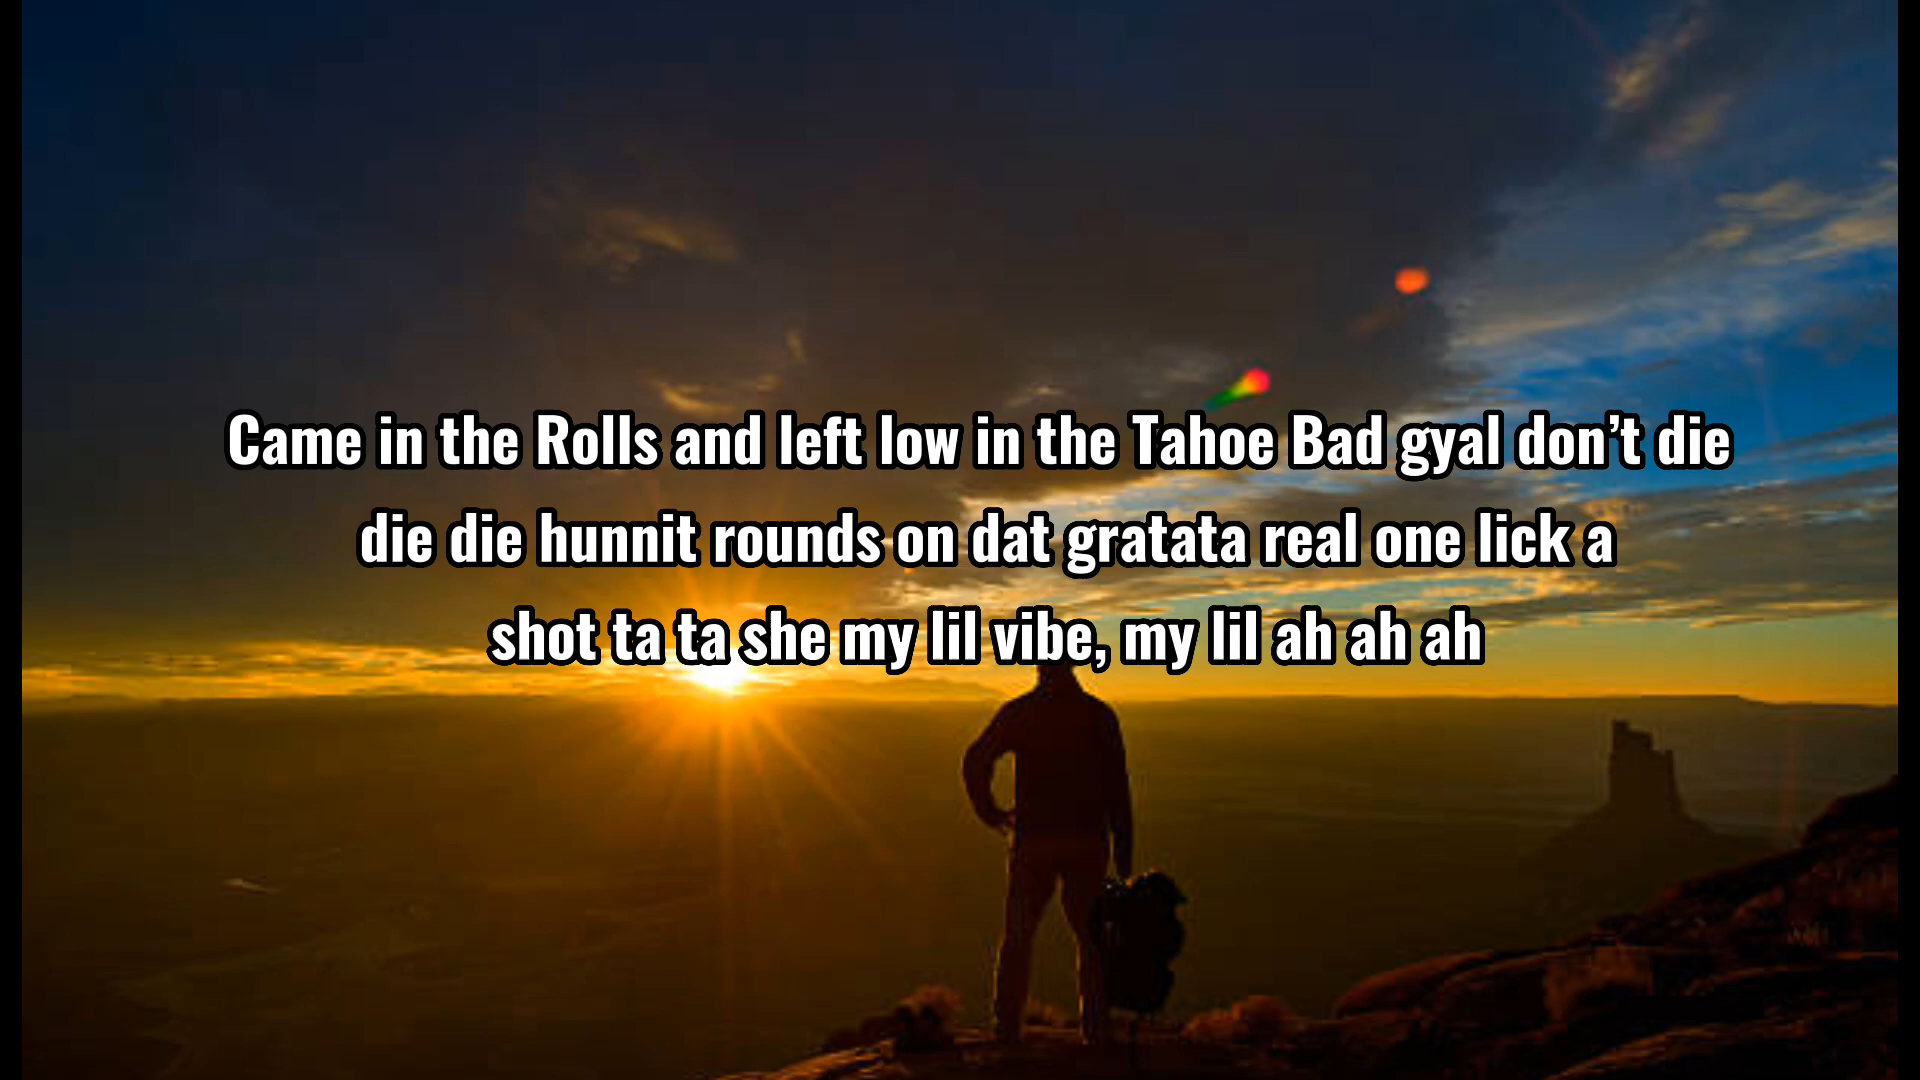 Came in the Rolls and left low in the Tahoe Bad gyal don’t die
die die hunnit rounds on dat gratata real one lick a
shot ta ta she my lil vibe, my lil ah ah ah